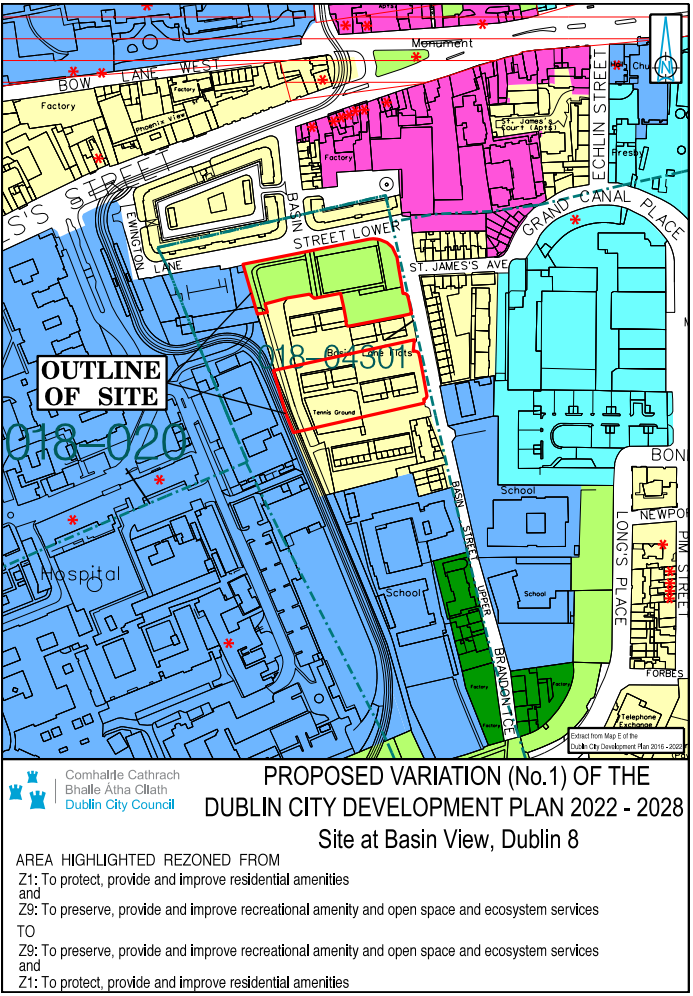 Apts
Monument
BOW LANE WEST
Factory
Factory
Phoenix View
Factory
St. James's
Court (Apts)
ECHLIN STREET
Chu
Presby
N
S'S STREET
EWINGTON
LANE
BASIN
STREET LOWER
GRAND CANAL PLACE
ST. JAMES'S AVE
OUTLINE
OF SITE
018-04301
Basin Lane Flats
Tennis Ground
018-020
Hospital
School
School
School
BASIN
STREET
UPPER
BRANDON TCE
Factory
Factory
Factory
BON
NEWPOR
LONG'S PLACE
PIM STREE
FORBES
Telephone
Exchange
Extract from Map E of the
Dublin City Development Plan 2016 - 2022
Comhairle Cathrach
Bhaile Átha Cliath
Dublin City Council
PROPOSED VARIATION (No.1) OF THE
DUBLIN CITY DEVELOPMENT PLAN 2022 - 2028
Site at Basin View, Dublin 8
AREA HIGHLIGHTED REZONED FROM
Z1: To protect, provide and improve residential amenities
and
Z9: To preserve, provide and improve recreational amenity and open space and ecosystem services
TO
Z9: To preserve, provide and improve recreational amenity and open space and ecosystem services
and
Z1: To protect, provide and improve residential amenities